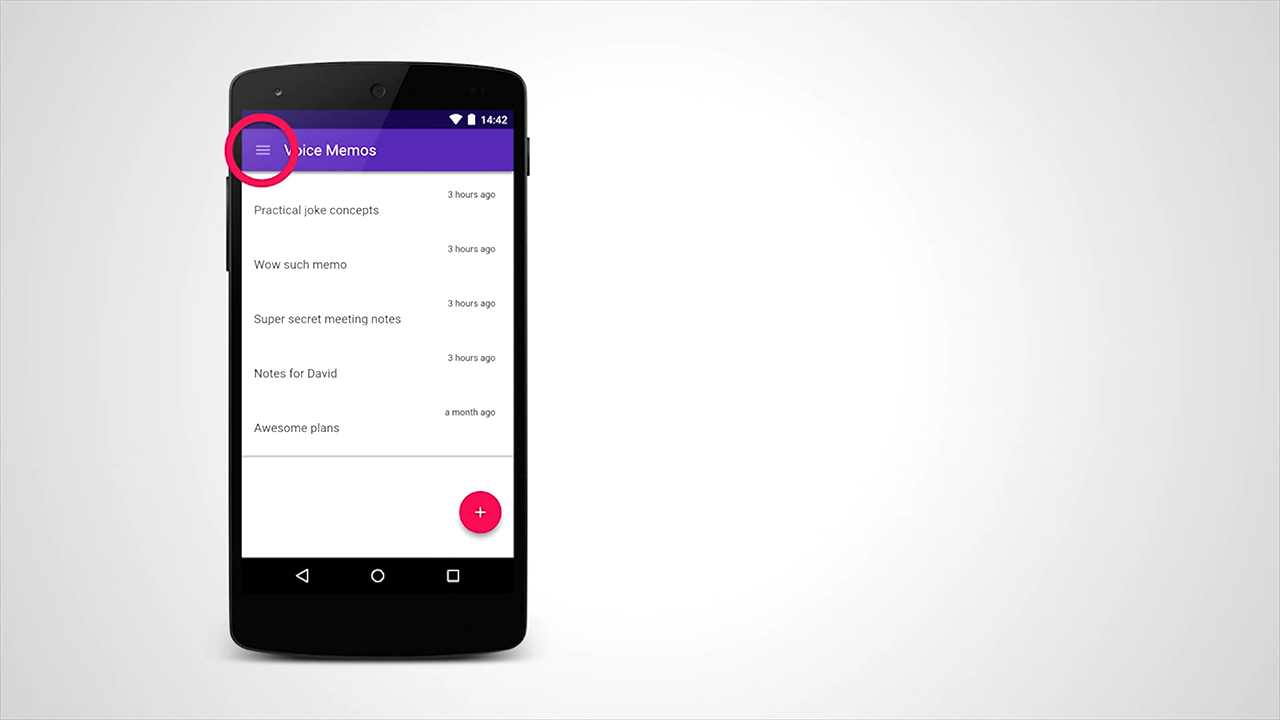 14:42
Voice Memos
3 hours ago
Practical joke concepts
3 hours ago
Wow such memo
3 hours ago
Super secret meeting notes
3 hours ago
Notes for David
a month ago
Awesome plans
+